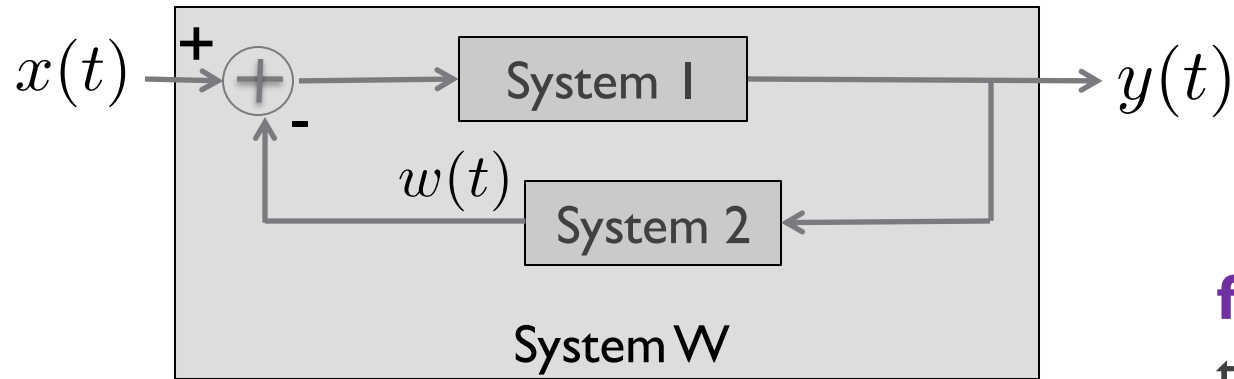 +
x(t) + System 1 y(t)
-
w(t)
System 2
f
t
System W